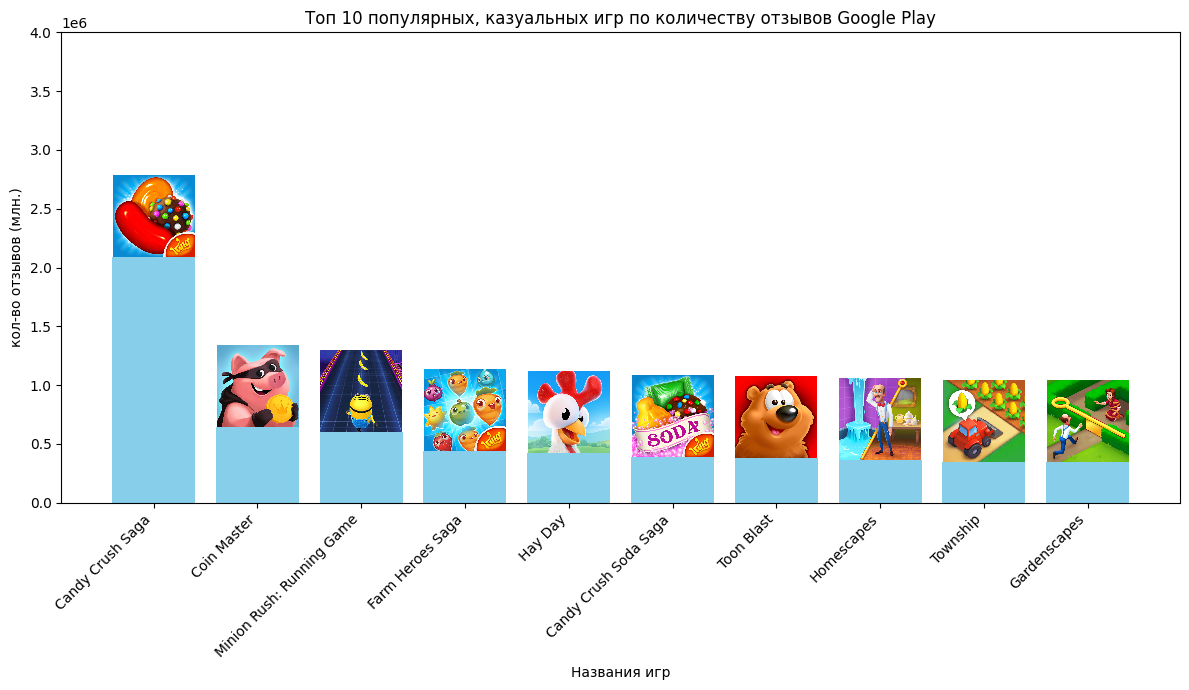 Топ 10 популярных, казуальных игр по количеству отзывов Google Play
1e6
4.0
3.5
3.0
2.5
2.0
1.5
1.0
0.5
0.0
кол-во отзывов (млн.)
King
King
SODA
King
Candy Crush Saga
Coin Master
Minion Rush: Running Game
Farm Heroes Saga
Hay Day
Candy Crush Soda Saga
Toon Blast
Homescapes
Township
Gardenscapes
Названия игр